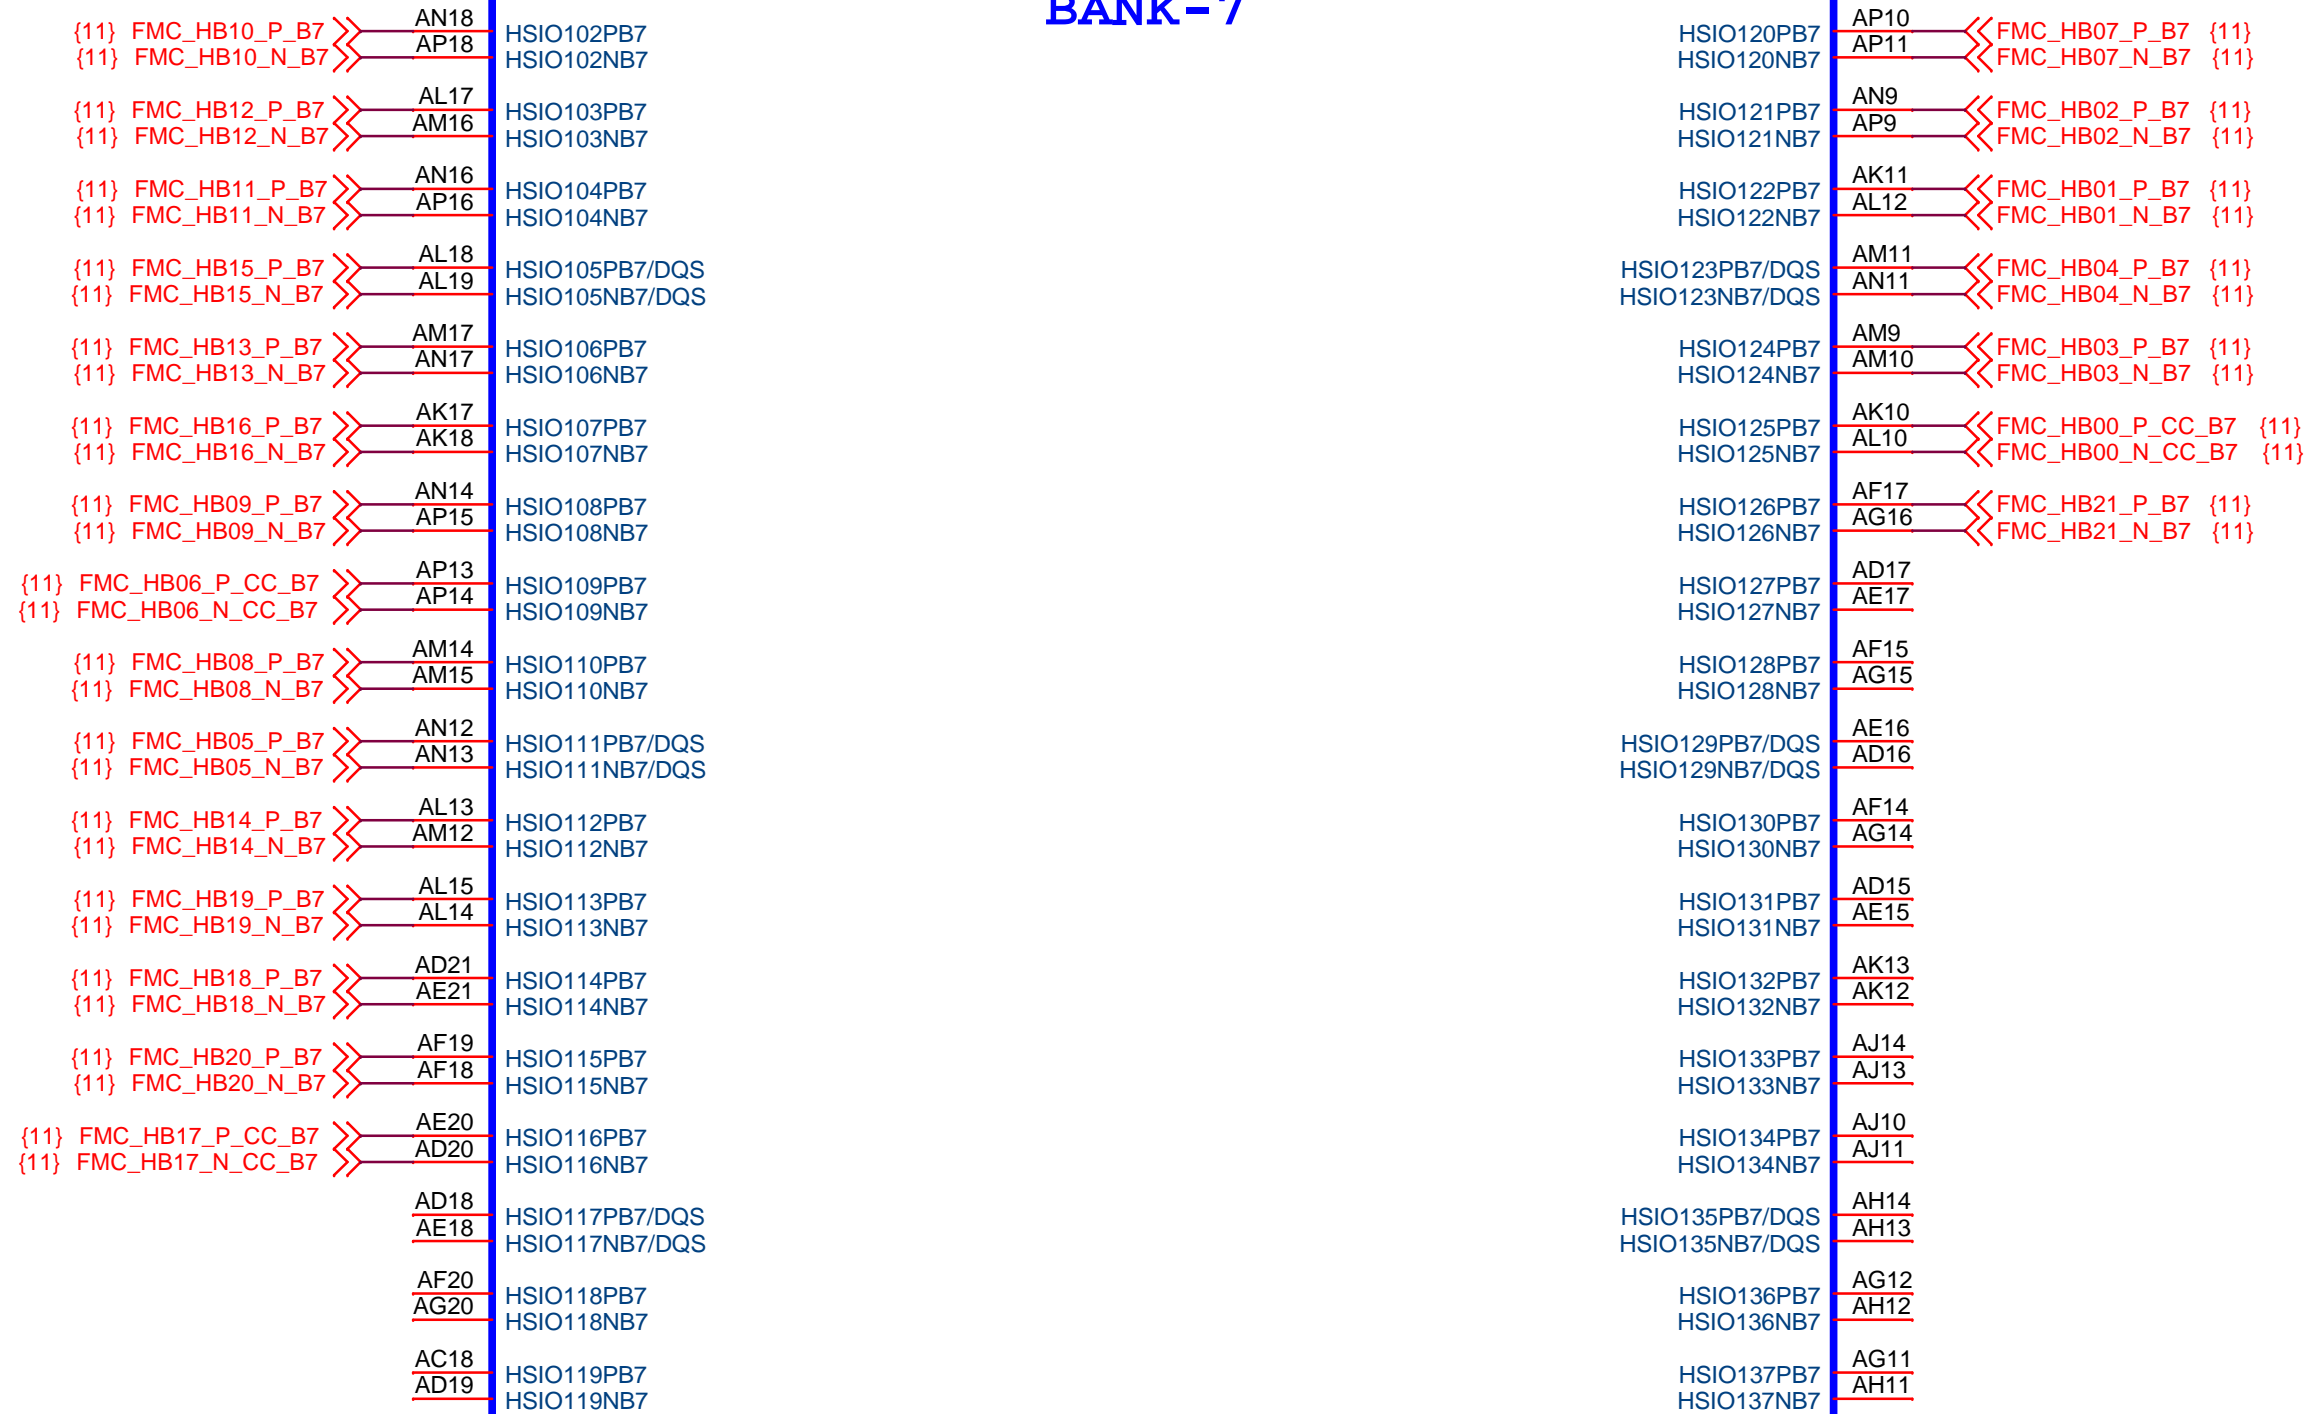 BANK-7
{11} FMC_HB10_P_B7 AN18 HSIO102PB7
{11} FMC_HB10_N_B7 AP18 HSIO102NB7
{11} FMC_HB12_P_B7 AL17 HSIO103PB7
{11} FMC_HB12_N_B7 AM16 HSIO103NB7
{11} FMC_HB11_P_B7 AN16 HSIO104PB7
{11} FMC_HB11_N_B7 AP16 HSIO104NB7
{11} FMC_HB15_P_B7 AL18 HSIO105PB7/DQS
{11} FMC_HB15_N_B7 AL19 HSIO105NB7/DQS
{11} FMC_HB13_P_B7 AM17 HSIO106PB7
{11} FMC_HB13_N_B7 AN17 HSIO106NB7
{11} FMC_HB16_P_B7 AK17 HSIO107PB7
{11} FMC_HB16_N_B7 AK18 HSIO107NB7
{11} FMC_HB09_P_B7 AN14 HSIO108PB7
{11} FMC_HB09_N_B7 AP15 HSIO108NB7
{11} FMC_HB06_P_CC_B7 AP13 HSIO109PB7
{11} FMC_HB06_N_CC_B7 AP14 HSIO109NB7
{11} FMC_HB08_P_B7 AM14 HSIO110PB7
{11} FMC_HB08_N_B7 AM15 HSIO110NB7
{11} FMC_HB05_P_B7 AN12 HSIO111PB7/DQS
{11} FMC_HB05_N_B7 AN13 HSIO111NB7/DQS
{11} FMC_HB14_P_B7 AL13 HSIO112PB7
{11} FMC_HB14_N_B7 AM12 HSIO112NB7
{11} FMC_HB19_P_B7 AL15 HSIO113PB7
{11} FMC_HB19_N_B7 AL14 HSIO113NB7
{11} FMC_HB18_P_B7 AD21 HSIO114PB7
{11} FMC_HB18_N_B7 AE21 HSIO114NB7
{11} FMC_HB20_P_B7 AF19 HSIO115PB7
{11} FMC_HB20_N_B7 AF18 HSIO115NB7
{11} FMC_HB17_P_CC_B7 AE20 HSIO116PB7
{11} FMC_HB17_N_CC_B7 AD20 HSIO116NB7
AD18 HSIO117PB7/DQS
AE18 HSIO117NB7/DQS
AF20 HSIO118PB7
AG20 HSIO118NB7
AC18 HSIO119PB7
AD19 HSIO119NB7
HSIO120PB7 AP10 FMC_HB07_P_B7 {11}
HSIO120NB7 AP11 FMC_HB07_N_B7 {11}
HSIO121PB7 AN9 FMC_HB02_P_B7 {11}
HSIO121NB7 AP9 FMC_HB02_N_B7 {11}
HSIO122PB7 AK11 FMC_HB01_P_B7 {11}
HSIO122NB7 AL12 FMC_HB01_N_B7 {11}
HSIO123PB7/DQS AM11 FMC_HB04_P_B7 {11}
HSIO123NB7/DQS AN11 FMC_HB04_N_B7 {11}
HSIO124PB7 AM9 FMC_HB03_P_B7 {11}
HSIO124NB7 AM10 FMC_HB03_N_B7 {11}
HSIO125PB7 AK10 FMC_HB00_P_CC_B7 {11}
HSIO125NB7 AL10 FMC_HB00_N_CC_B7 {11}
HSIO126PB7 AF17 FMC_HB21_P_B7 {11}
HSIO126NB7 AG16 FMC_HB21_N_B7 {11}
HSIO127PB7 AD17
HSIO127NB7 AE17
HSIO128PB7 AF15
HSIO128NB7 AG15
HSIO129PB7/DQS AE16
HSIO129NB7/DQS AD16
HSIO130PB7 AF14
HSIO130NB7 AG14
HSIO131PB7 AD15
HSIO131NB7 AE15
HSIO132PB7 AK13
HSIO132NB7 AK12
HSIO133PB7 AJ14
HSIO133NB7 AJ13
HSIO134PB7 AJ10
HSIO134NB7 AJ11
HSIO135PB7/DQS AH14
HSIO135NB7/DQS AH13
HSIO136PB7 AG12
HSIO136NB7 AH12
HSIO137PB7 AG11
HSIO137NB7 AH11